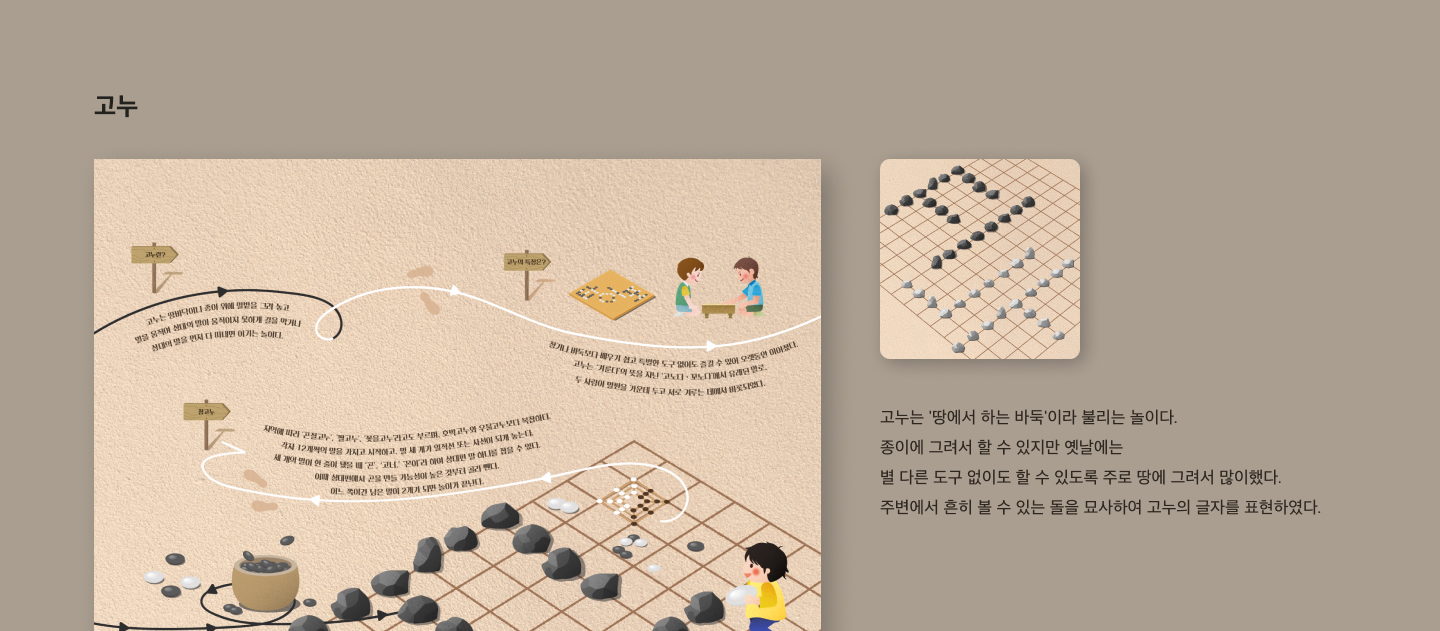 고누
고누란?
고누는 땅바닥이나 종이 위에 말밭을 그려 놓고
말을 움직여 상대의 말이 움직이지 못하게 길을 막거나
상대의 말을 먼저 다 따내면 이기는 놀이다.
고누의 특징은?
장기나 바둑보다 배우기 쉽고 특별한 도구 없이도 즐길 수 있어 오랫동안 이어졌다.
고누는 '겨룬다'의 뜻을 지닌 '고노다 · 꼬노다'에서 유래된 말로,
두 사람이 말판을 가운데 두고 서로 겨루는 데에서 비롯되었다.
참고누
지역에 따라 '곤질고누', '짤고누', '꽂을고누'라고도 부르며, 호박고누와 우물고누보다 복잡하다.
각자 12개씩의 말을 가지고 시작하고, 말 세 개가 일직선 또는 사선이 되게 놓는다.
세 개의 말이 한 줄이 됐을 때 '곤', '고니', '꼰이'라 하여 상대편 말 하나를 잡을 수 있다.
이때 상대편에서 곤을 만들 가능성이 높은 것부터 골라 뺀다.
어느 쪽이건 남은 말이 2개가 되면 놀이가 끝난다.
고누는 '땅에서 하는 바둑'이라 불리는 놀이다.
종이에 그려서 할 수 있지만 옛날에는
별 다른 도구 없이도 할 수 있도록 주로 땅에 그려서 많이했다.
주변에서 흔히 볼 수 있는 돌을 묘사하여 고누의 글자를 표현하였다.